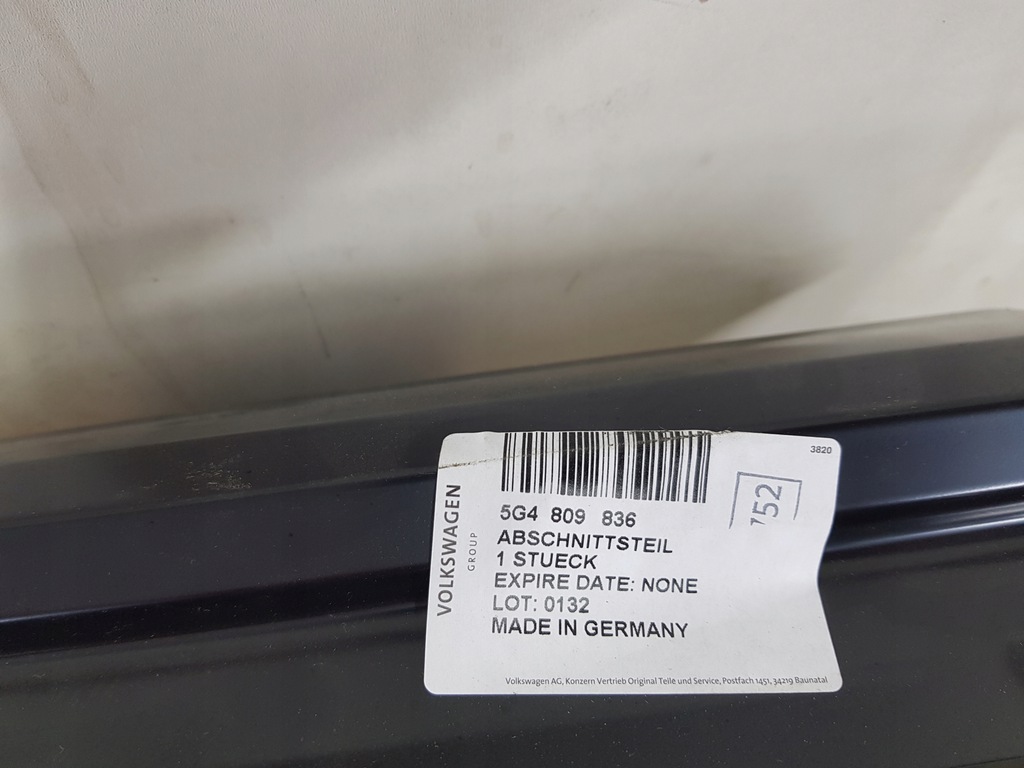 3820
752
VOLKSWAGEN
GROUP
5G4 809 836
ABSCHNITTSTEIL
1 STUECK
EXPIRE DATE: NONE
LOT: 0132
MADE IN GERMANY
Volkswagen AG, Konzern Vertrieb Original Teile und Service, Postfach 1451, 34219 Baunatal